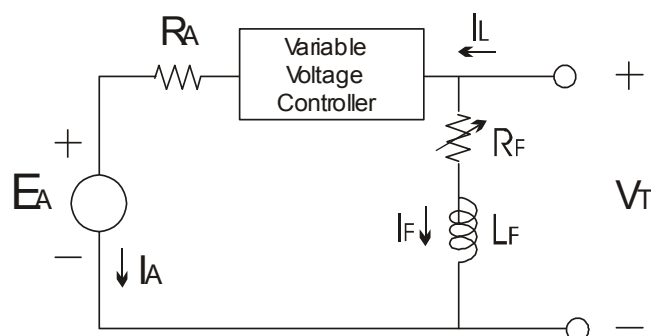 RA
Variable
Voltage
Controller
IL
+
+
EA
−
IA
RF
IF
LF
VT
−